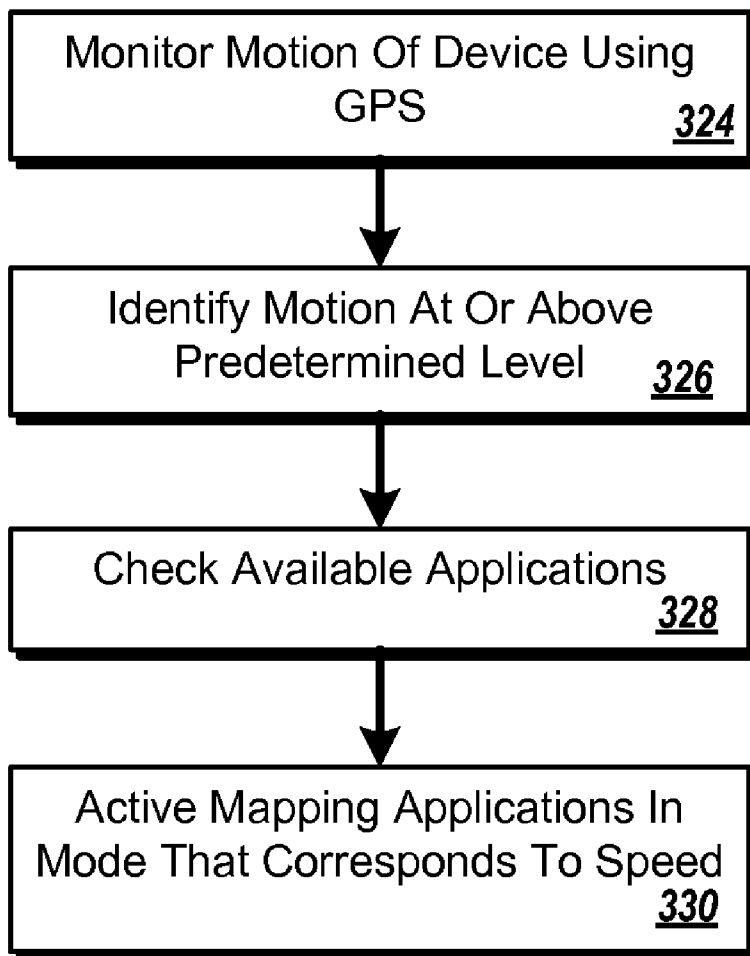 Monitor Motion Of Device Using
GPS
324
Identify Motion At Or Above
Predetermined Level
326
Check Available Applications
328
Active Mapping Applications In
Mode That Corresponds To Speed
330